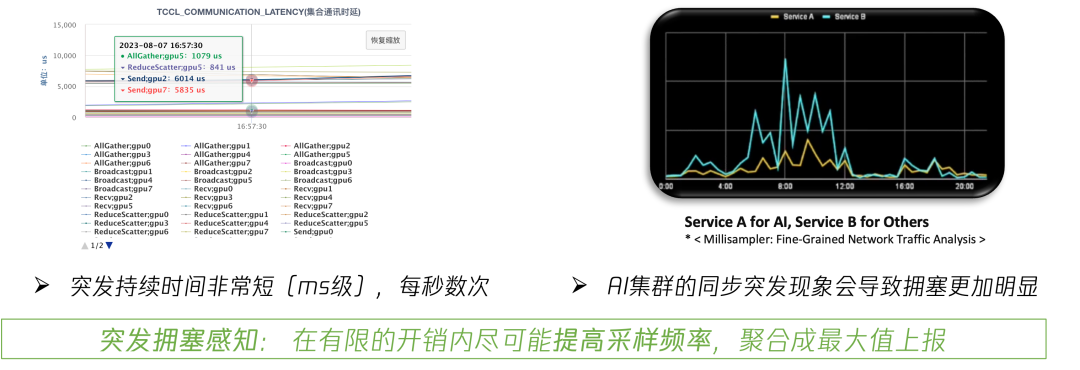 TCCL_COMMUNICATION_LATENCY(集合通讯时延)
15,000
10,000
5,000
0
单位: us
恢复缩放
2023-08-07 16:57:30
AllGather;gpu5: 1079 us
ReduceScatter;gpu5: 841 us
Send;gpu2: 6014 us
Send;gpu7: 5835 us
16:57:30
AllGather;gpu0 AllGather;gpu1 AllGather;gpu2
AllGather;gpu3 AllGather;gpu4 AllGather;gpu5
AllGather;gpu6 AllGather;gpu7 Broadcast;gpu0
Broadcast;gpu1 Broadcast;gpu2 Broadcast;gpu3
Broadcast;gpu4 Broadcast;gpu5 Broadcast;gpu6
Broadcast;gpu7 Recv;gpu0 Recv;gpu1
Recv;gpu2 Recv;gpu3 Recv;gpu4
Recv;gpu5 Recv;gpu6 Recv;gpu7
ReduceScatter;gpu0 ReduceScatter;gpu1 ReduceScatter;gpu2
ReduceScatter;gpu3 ReduceScatter;gpu4 ReduceScatter;gpu5
ReduceScatter;gpu6 ReduceScatter;gpu7 Send;gpu0
1/2
Service A Service B
0:00 4:00 8:00 12:00 16:00 20:00
Service A for AI, Service B for Others
* < Millisampler: Fine-Grained Network Traffic Analysis >
突发持续时间非常短（ms级），每秒数次
AI集群的同步突发现象会导致拥塞更加明显
突发拥塞感知：在有限的开销内尽可能提高采样频率，聚合成最大值上报